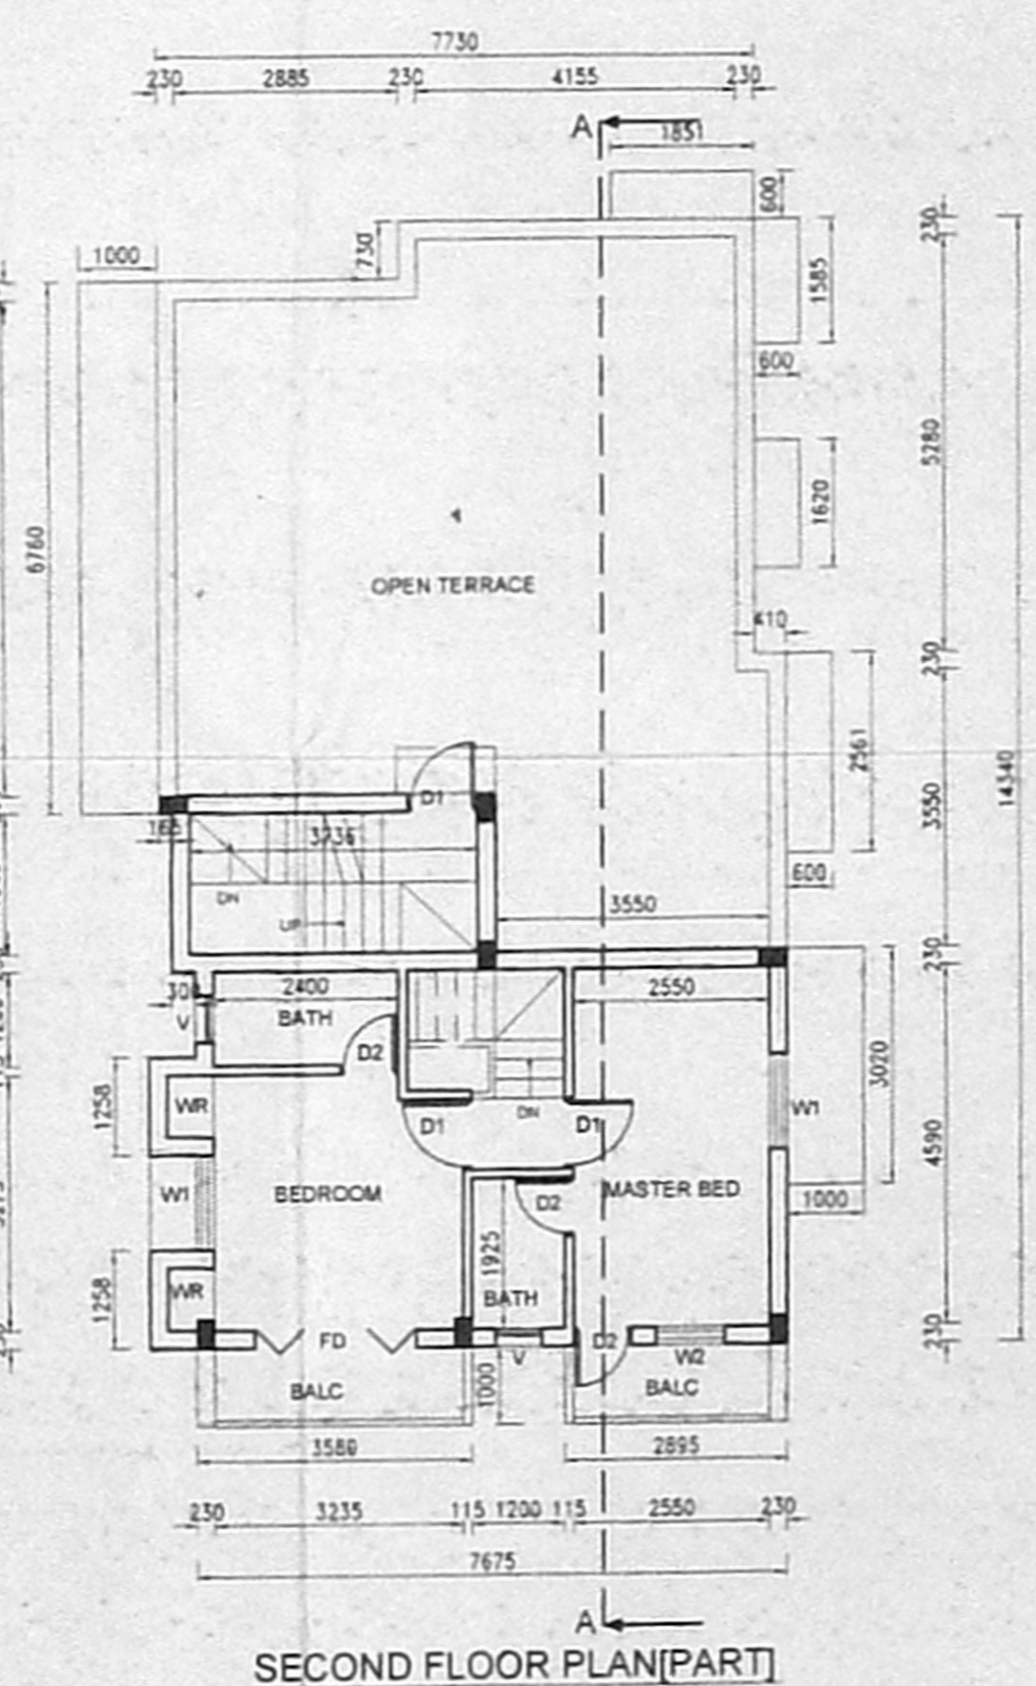 7730
230 2885 230 4155 230
A
1851
600
730
230
1000
1585
600
5280
1620
6760
OPEN TERRACE
410
230
2561
14340
D1
3550
165
3736
600
DN
3550
UP
230
2400
2550
30
BATH
V
D2
3020
1258
WR
D1
DN
D1
W1
4590
W1
BEDROOM
MASTER BED
1000
D2
1925
1258
WR
BATH
FD
D2
230
V
W2
BALC
1000
BALC
3580
2895
230 3235 115 1200 115 2550 230
7675
A
SECOND FLOOR PLAN[PART]